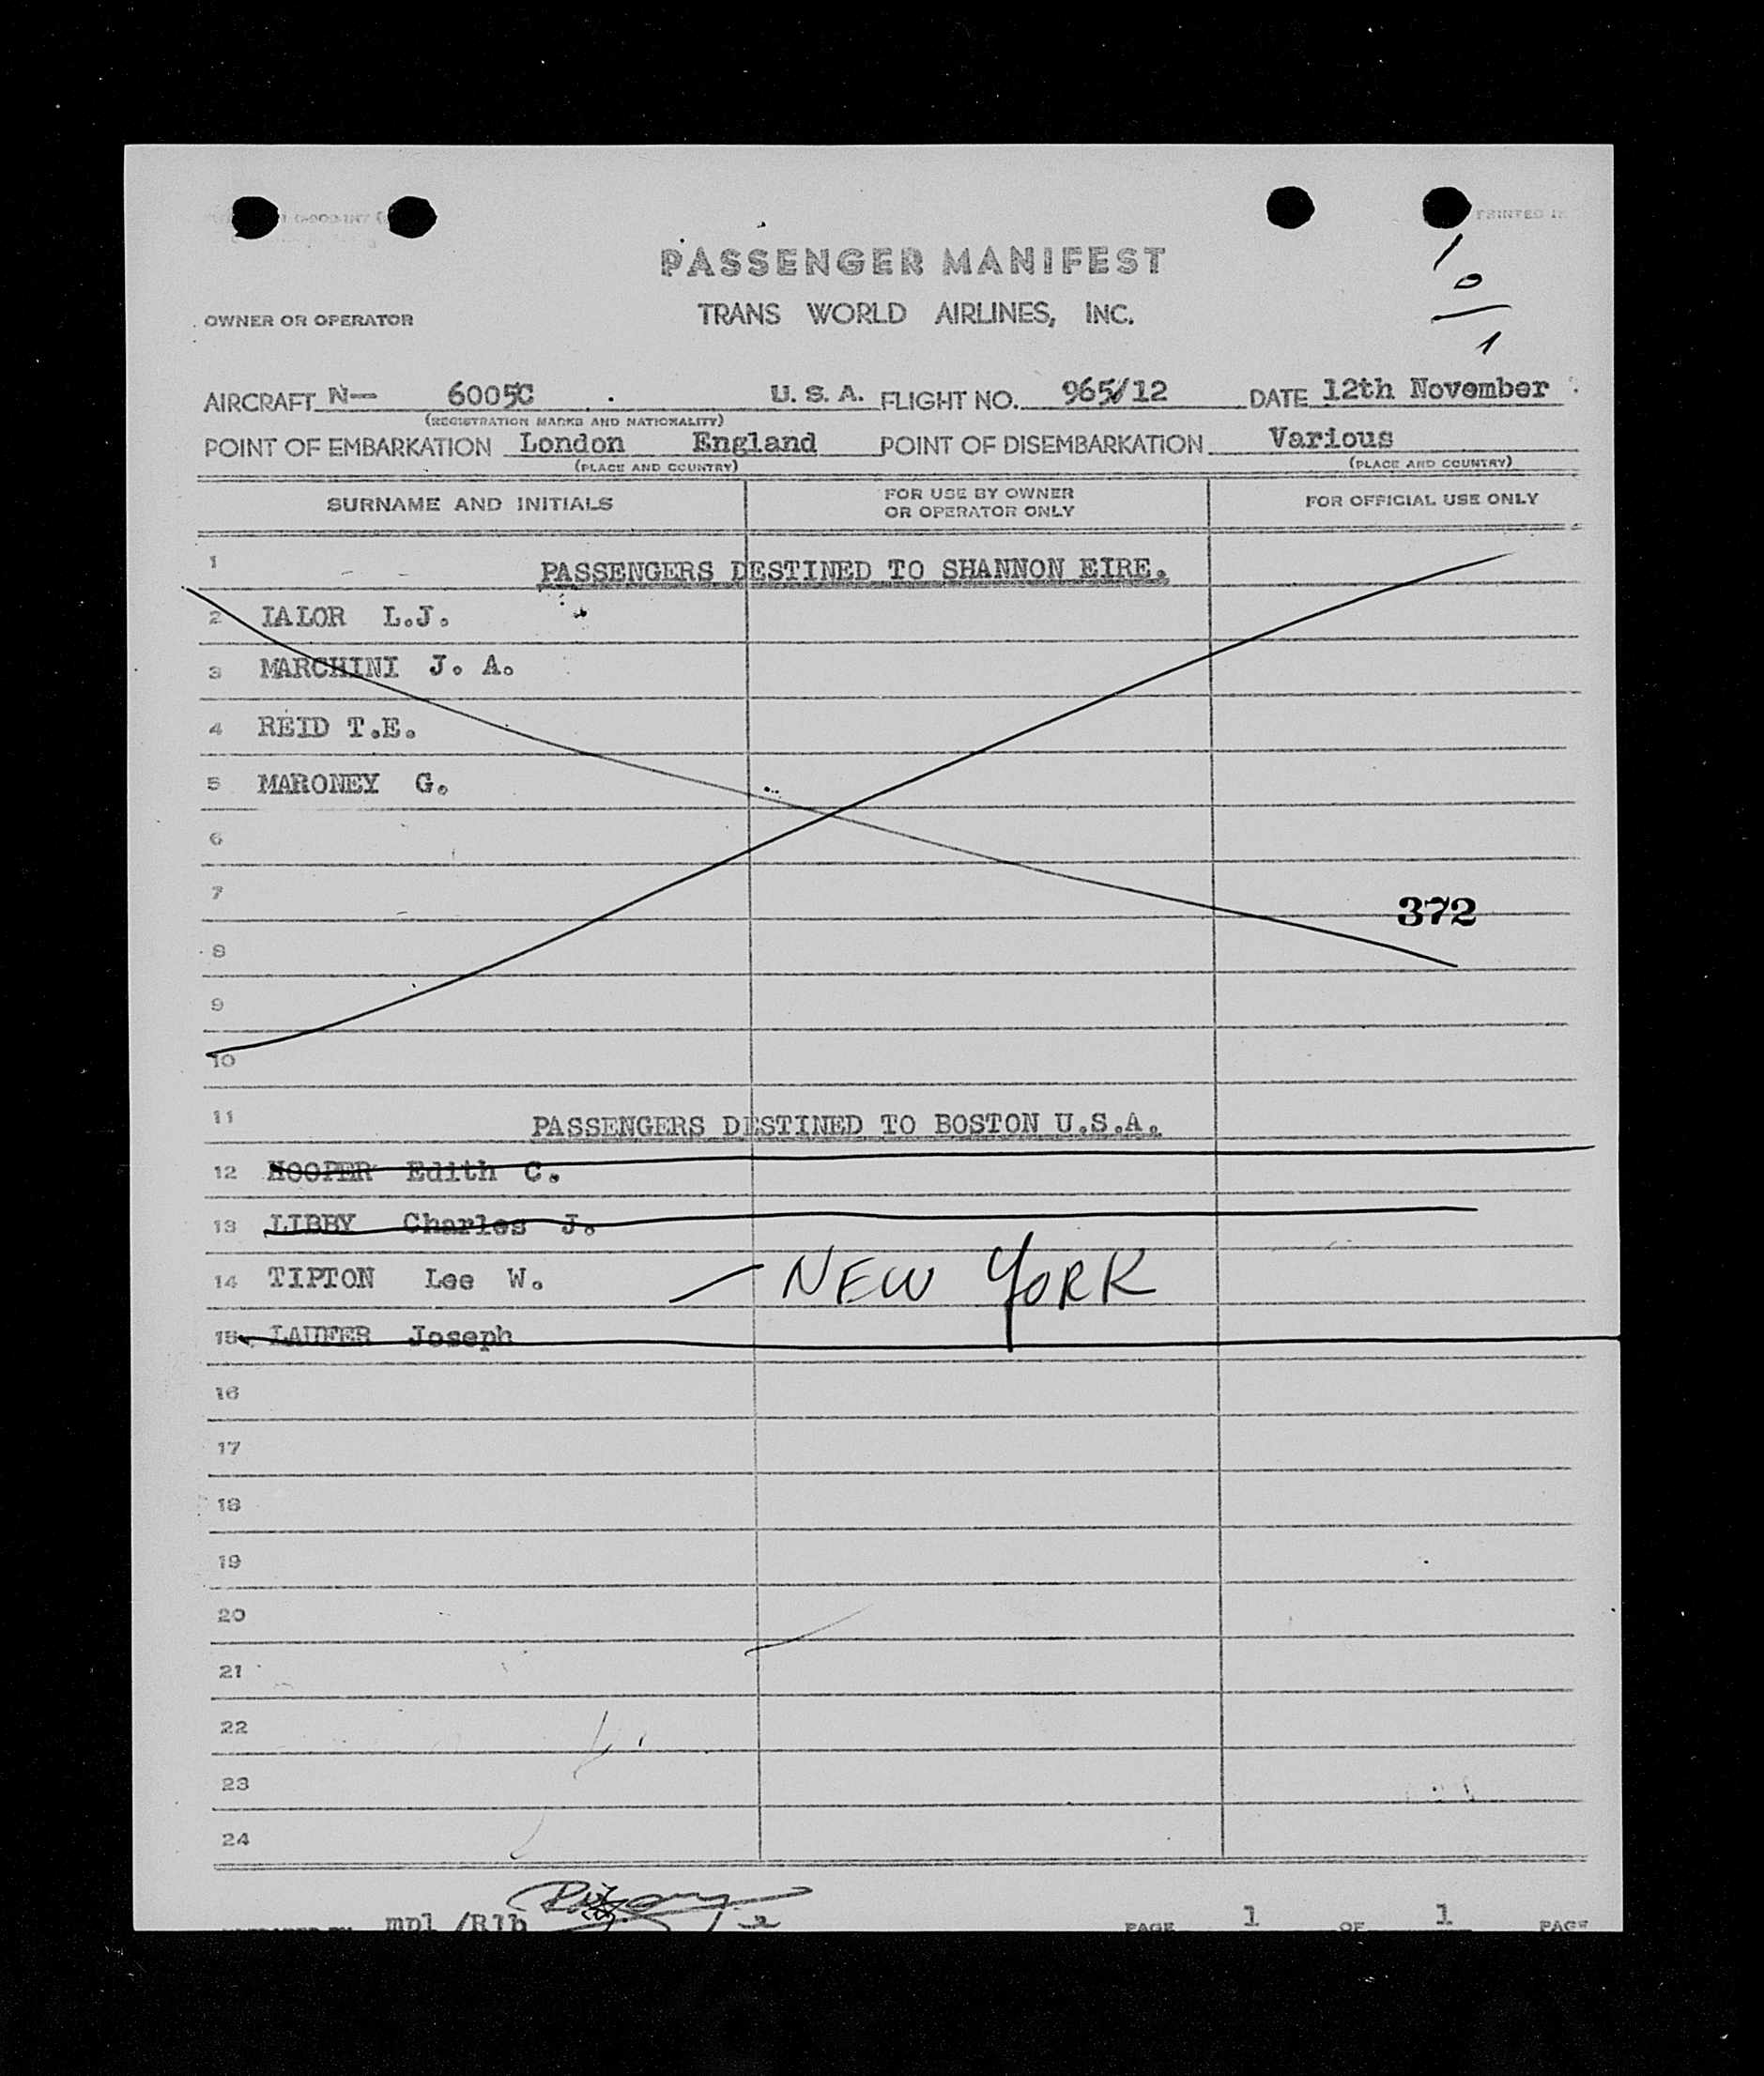 PRINTED IN
PASSENGER MANIFEST
1
0
OWNER OR OPERATOR TRANS WORLD AIRLINES, INC.
1
AIRCRAFT N— 6005C U. S. A. FLIGHT NO. 965/12 DATE 12th November
(REGISTRATION MARKS AND NATIONALITY)
POINT OF EMBARKATION London England POINT OF DISEMBARKATION Various
(PLACE AND COUNTRY) (PLACE AND COUNTRY)
SURNAME AND INITIALS FOR USE BY OWNER OR OPERATOR ONLY FOR OFFICIAL USE ONLY
1 PASSENGERS DESTINED TO SHANNON EIRE.
2 IALOR L.J.
3 MARCHINI J. A.
4 REID T.E.
5 MARONEY G.
6
7 372
8
9
10
11 PASSENGERS DESTINED TO BOSTON U.S.A.
12 HOOPER Edith C.
13 LIBBY Charles J.
14 TIPTON Lee W. — NEW YORK
15 LAUFER Joseph
16
17
18
19
20
21
22
23
24
mpl /Rlb PAGE 1 OF 1 PAGE